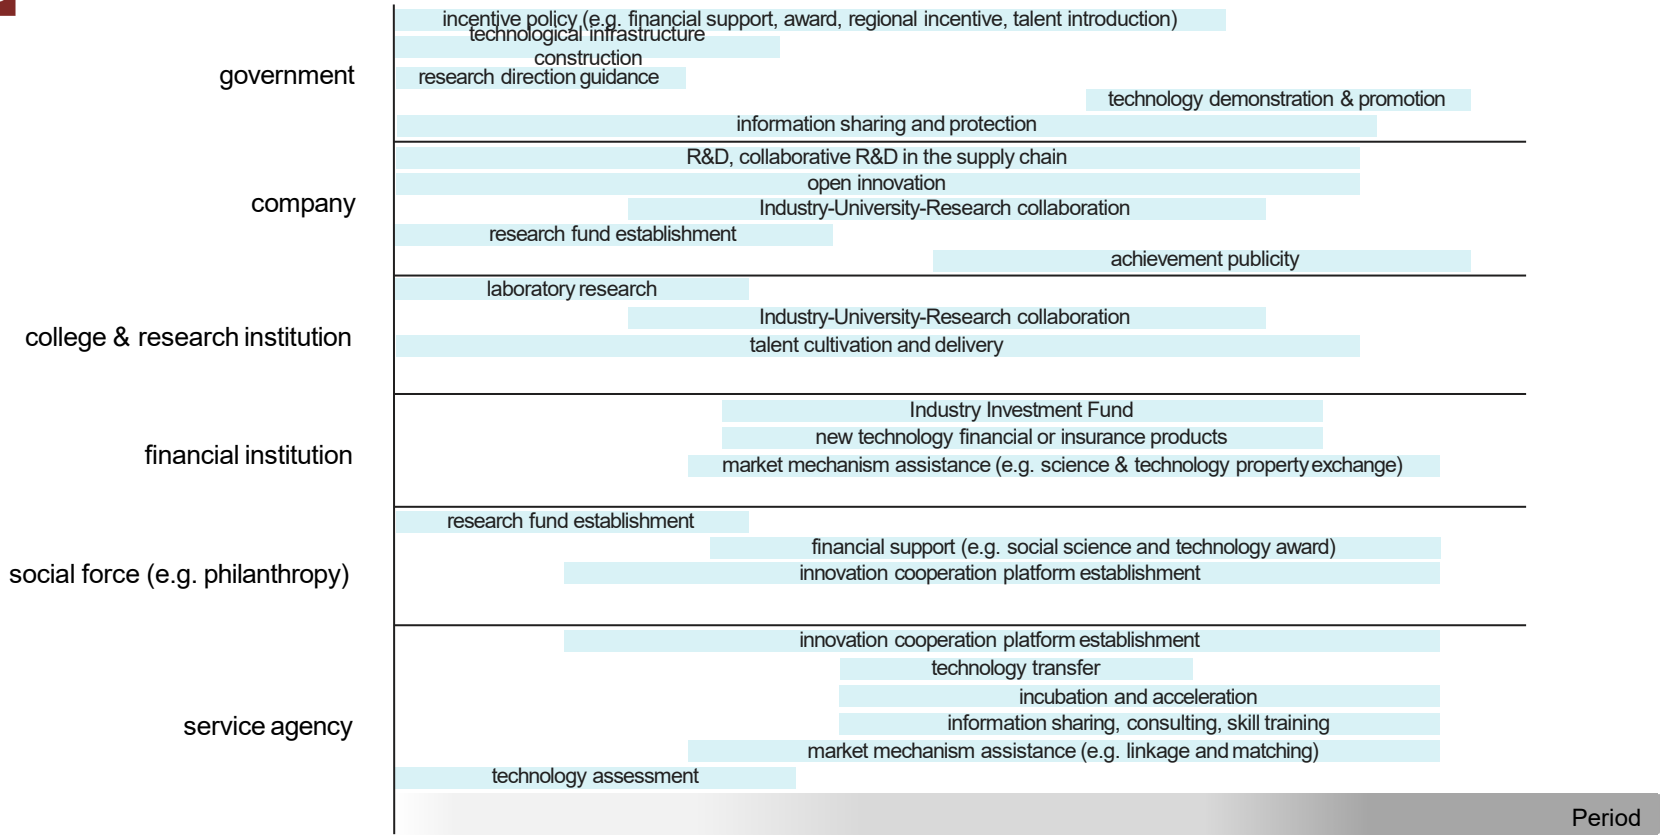 government
incentive policy (e.g. financial support, award, regional incentive, talent introduction)
technological infrastructure
construction
research direction guidance
technology demonstration & promotion
information sharing and protection
company
R&D, collaborative R&D in the supply chain
open innovation
Industry-University-Research collaboration
research fund establishment
achievement publicity
college & research institution
laboratory research
Industry-University-Research collaboration
talent cultivation and delivery
financial institution
Industry Investment Fund
new technology financial or insurance products
market mechanism assistance (e.g. science & technology property exchange)
social force (e.g. philanthropy)
research fund establishment
financial support (e.g. social science and technology award)
innovation cooperation platform establishment
service agency
innovation cooperation platform establishment
technology transfer
incubation and acceleration
information sharing, consulting, skill training
market mechanism assistance (e.g. linkage and matching)
technology assessment
Period